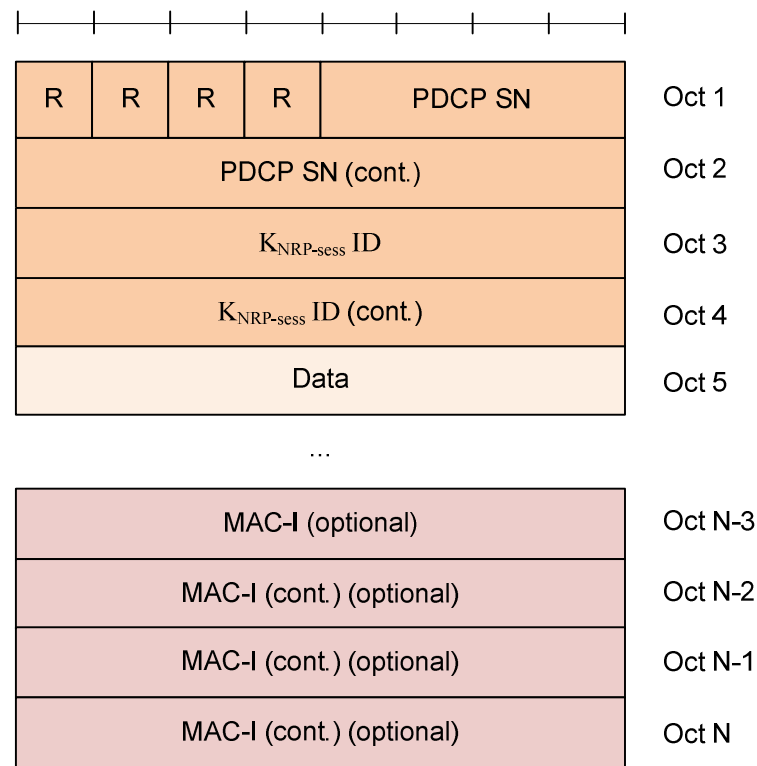 R R R R PDCP SN Oct 1
PDCP SN (cont.) Oct 2
KNRP-sess ID Oct 3
KNRP-sess ID (cont.) Oct 4
Data Oct 5
...
MAC-I (optional) Oct N-3
MAC-I (cont.) (optional) Oct N-2
MAC-I (cont.) (optional) Oct N-1
MAC-I (cont.) (optional) Oct N